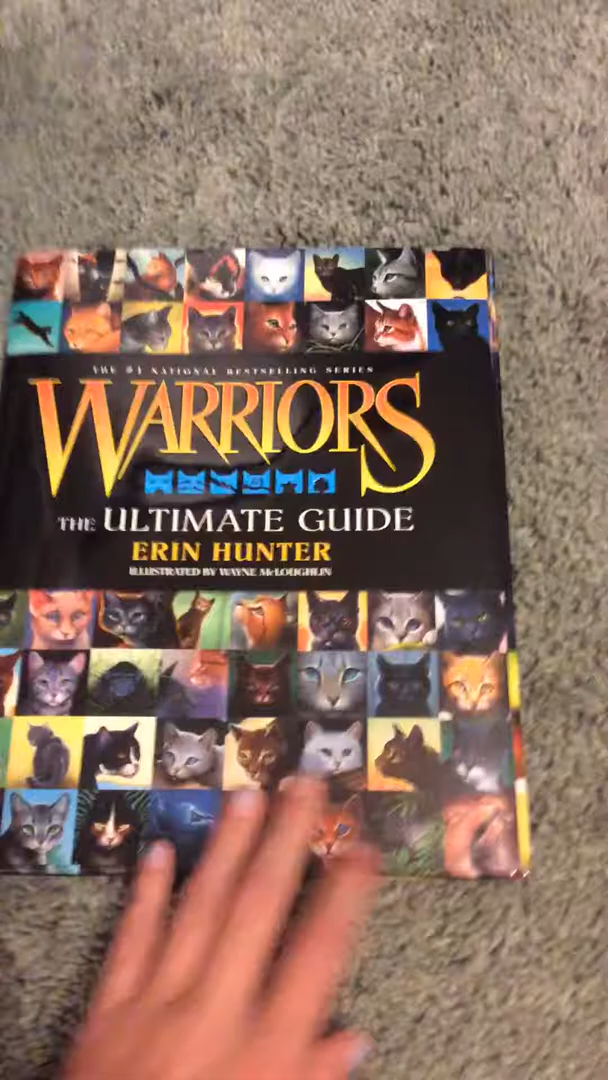 THE #1 NATIONAL BESTSELLING SERIES
WARRIORS
THE ULTIMATE GUIDE
ERIN HUNTER
ILLUSTRATED BY WAYNE McLOUGHLIN